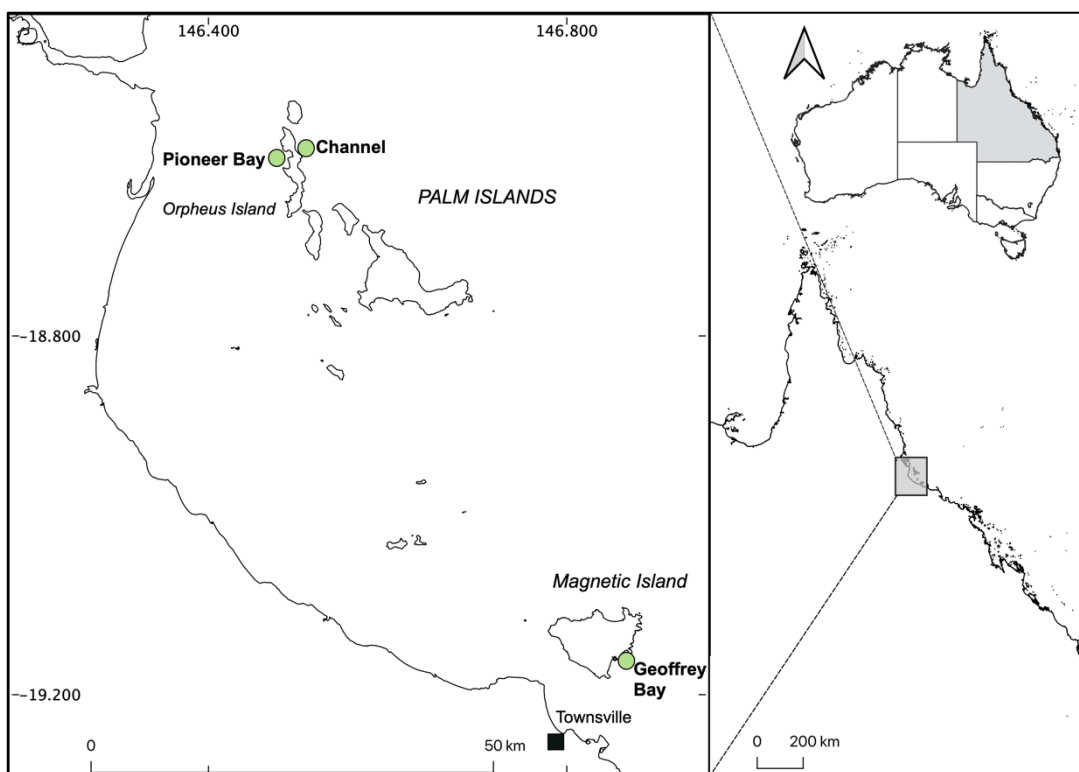 146.400
146.800
Pioneer Bay
Channel
Orpheus Island
PALM ISLANDS
-18.800
Magnetic Island
Geoffrey
Bay
-19.200
Townsville
0
50 km
0
200 km